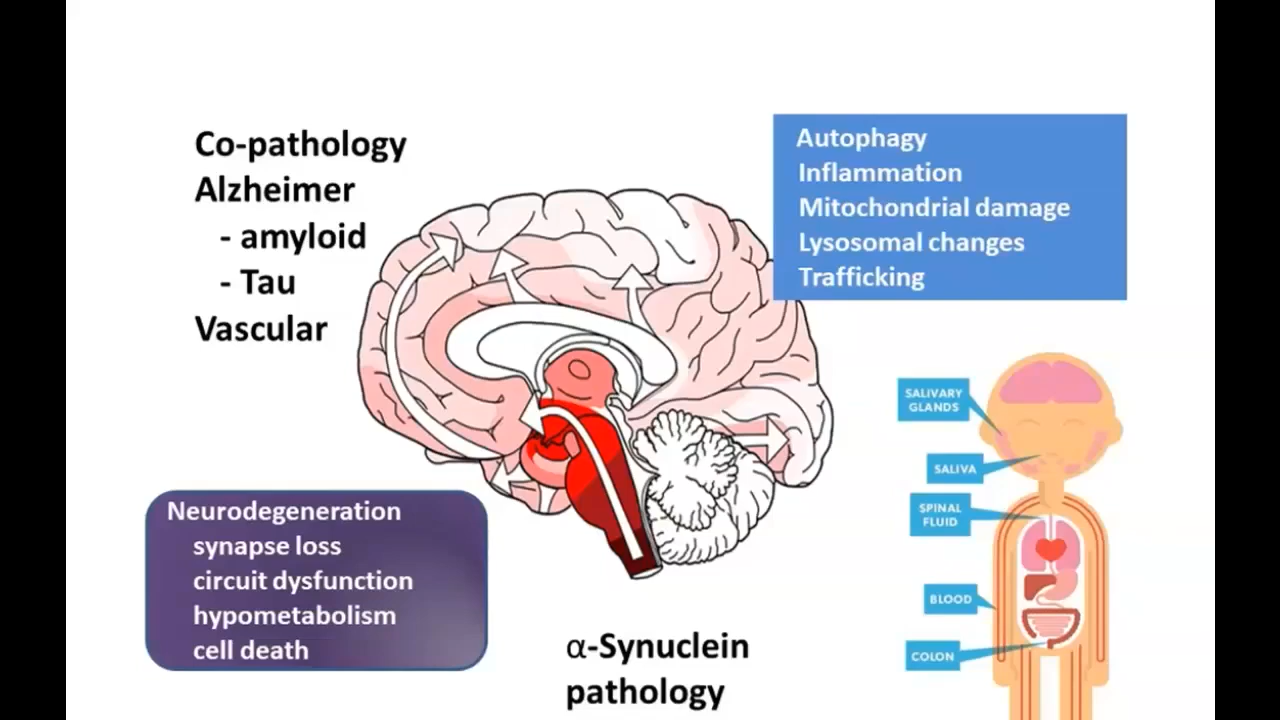 Co-pathology
Alzheimer
- amyloid
- Tau
Vascular
Autophagy
Inflammation
Mitochondrial damage
Lysosomal changes
Trafficking
SALIVARY
GLANDS
SALIVA
SPINAL
FLUID
BLOOD
COLON
Neurodegeneration
synapse loss
circuit dysfunction
hypometabolism
cell death
α-Synuclein
pathology